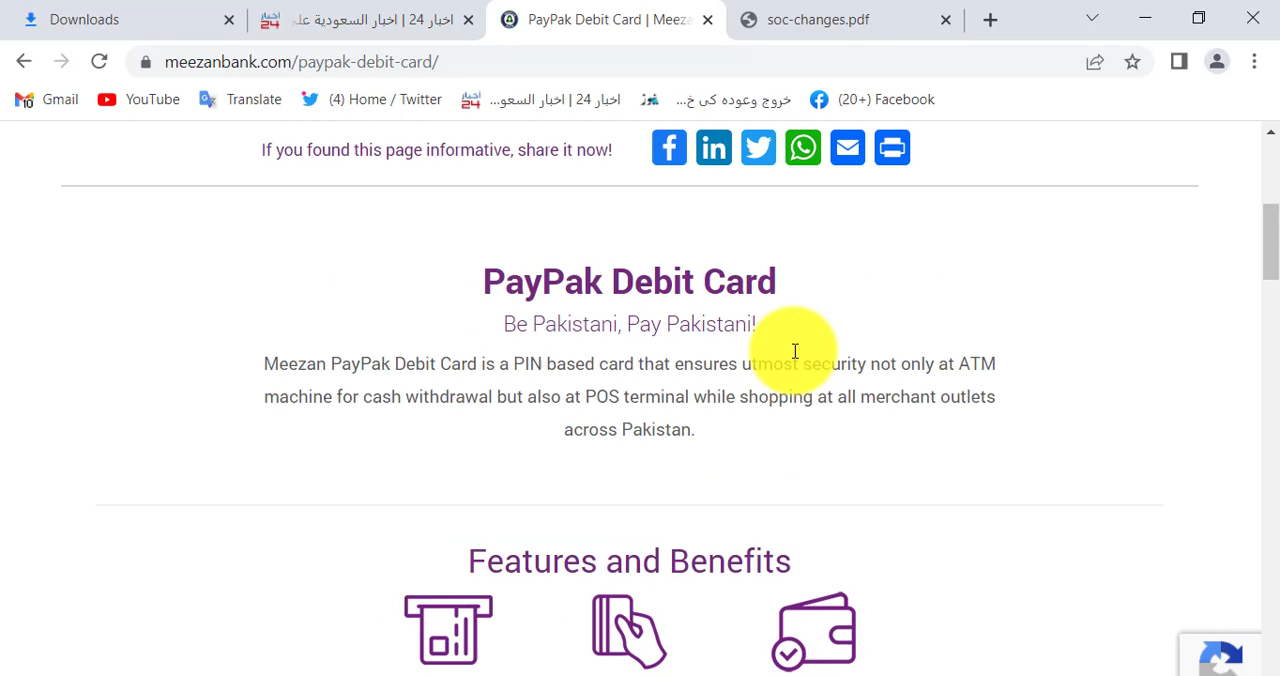 Downloads
اخبار 24 | اخبار السعودية على
PayPak Debit Card | Meeza
soc-changes.pdf
meezanbank.com/paypak-debit-card/
Gmail
YouTube
Translate
(4) Home / Twitter
اخبار 24 | اخبار السعو...
خروج وعوده کی خ...
(20+) Facebook
If you found this page informative, share it now!
PayPak Debit Card
Be Pakistani, Pay Pakistani!
Meezan PayPak Debit Card is a PIN based card that ensures utmost security not only at ATM
machine for cash withdrawal but also at POS terminal while shopping at all merchant outlets
across Pakistan.
Features and Benefits